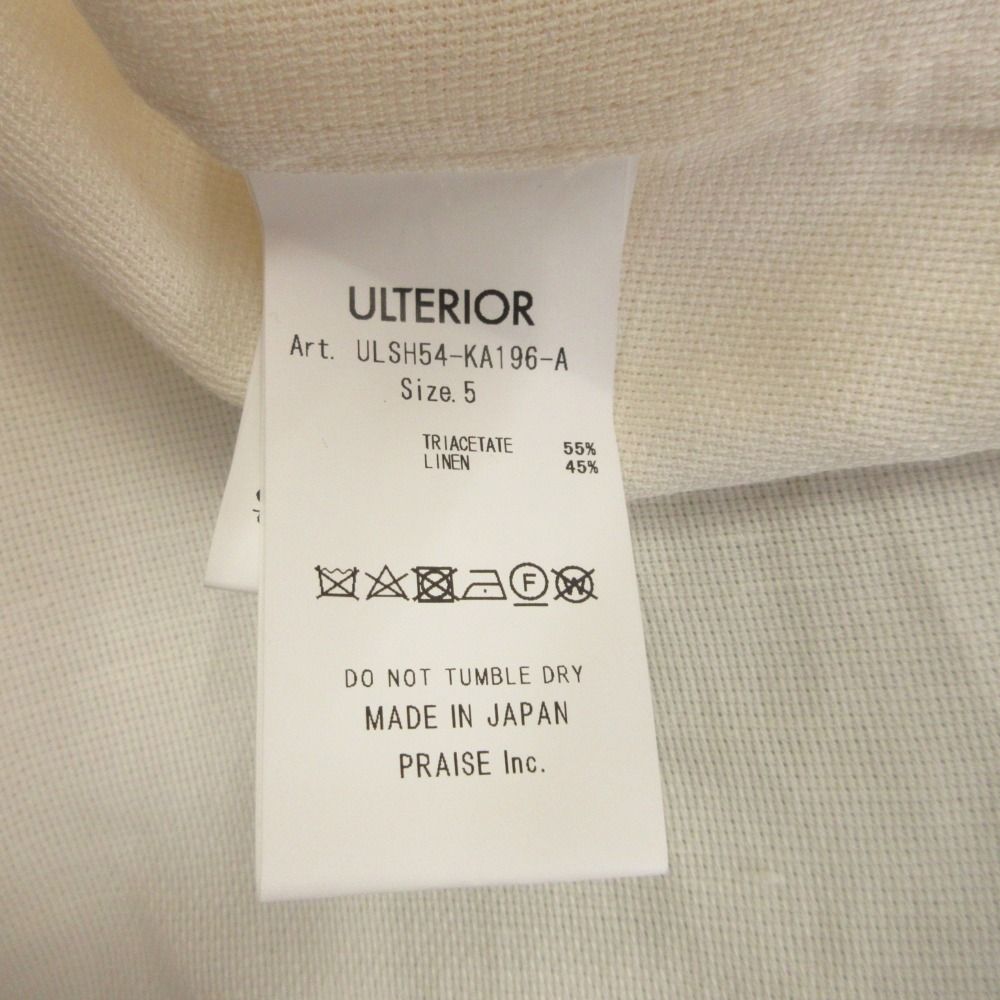 ULTERIOR
Art. ULSH54-KA196-A
Size. 5
TRIACETATE 55%
LINEN 45%
F W
DO NOT TUMBLE DRY
MADE IN JAPAN
PRAISE Inc.